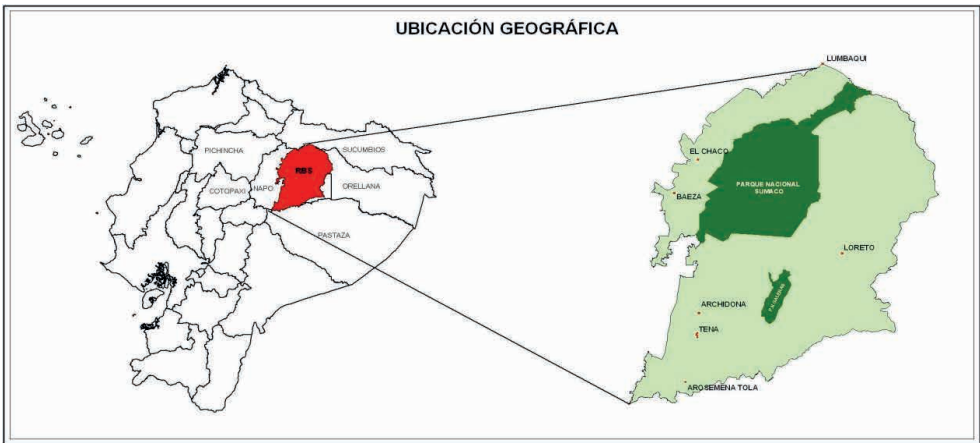 UBICACIÓN GEOGRÁFICA
LUMBAQUI
PICHINCHA
SUCUMBIOS
RBS
EL CHACO
COTOPAXI
NAPO
ORELLANA
PARQUE NACIONAL
SUMACO
BAEZA
PASTAZA
LORETO
ARCHIDONA
TENA
AROSEMENA TOLA